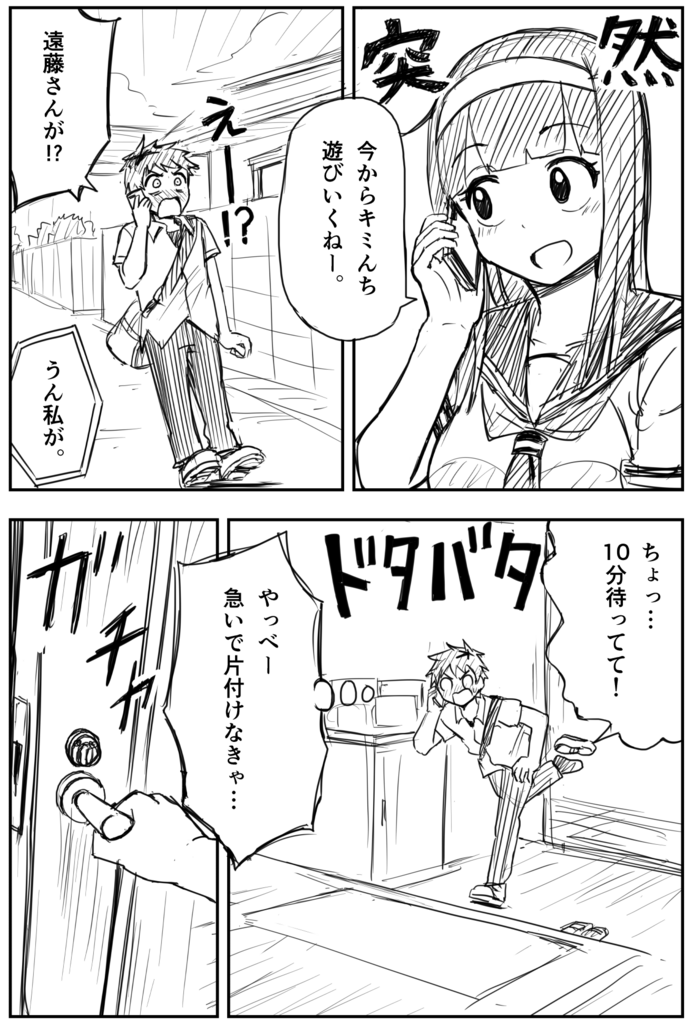 突然
今からキミんち
遊びいくねー。
えー!?
遠藤さんが!?
うん私が。
ちょっ…
10分待ってて!
ドタバタ
やっべー
急いで片付けなきゃ…
ガチャ